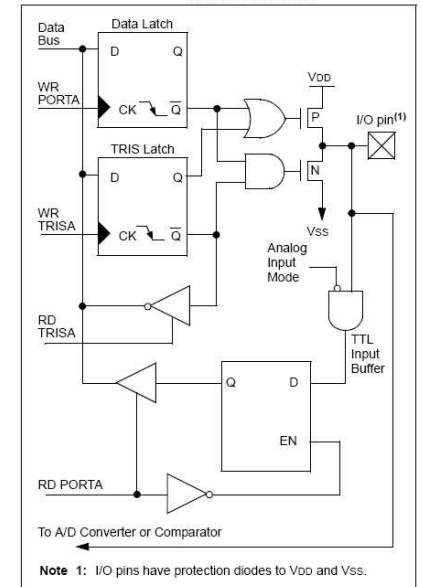 Data Latch
Data
Bus
D
Q
WR
PORTA
CK
Q
VDD
P
I/O pin(1)
TRIS Latch
D
Q
N
WR
TRISA
CK
Q
VSS
Analog
Input
Mode
RD
TRISA
TTL
Input
Buffer
Q
D
EN
RD PORTA
To A/D Converter or Comparator
Note 1: I/O pins have protection diodes to VDD and VSS.